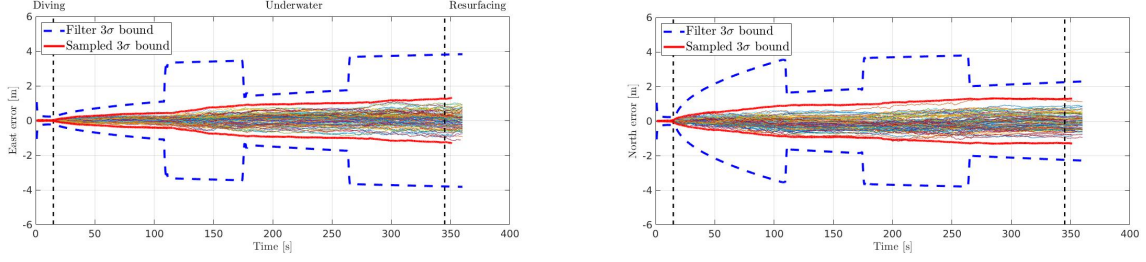 Diving Underwater Resurfacing
6
4
2
0
-2
-4
-6
East error [m]
Filter 3σ bound
Sampled 3σ bound
0 50 100 150 200 250 300 350 400
Time [s]
6
4
2
0
-2
-4
-6
North error [m]
Filter 3σ bound
Sampled 3σ bound
0 50 100 150 200 250 300 350 400
Time [s]